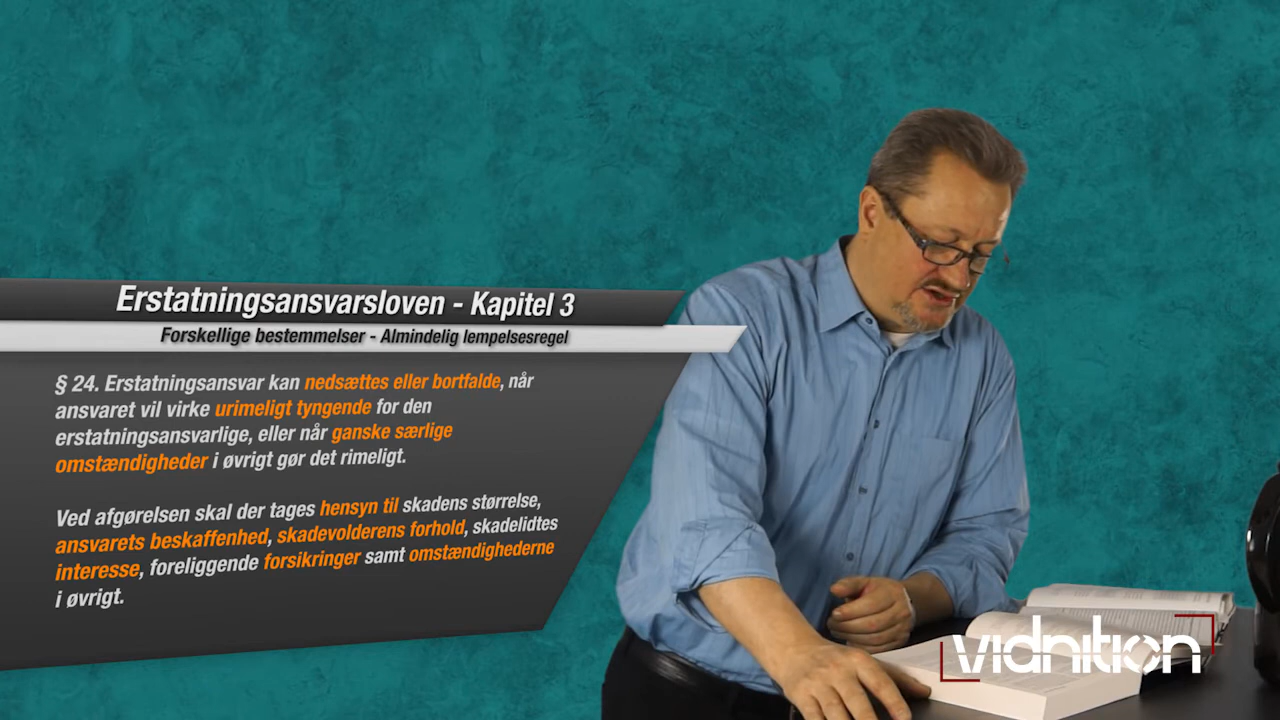 Erstatningsansvarsloven - Kapitel 3
Forskellige bestemmelser - Almindelig lempelsesregel
§ 24. Erstatningsansvar kan nedsættes eller bortfalde, når
ansvaret vil virke urimeligt tyngende for den
erstatningsansvarlige, eller når ganske særlige
omstændigheder i øvrigt gør det rimeligt.
Ved afgørelsen skal der tages hensyn til skadens størrelse,
ansvarets beskaffenhed, skadevolderens forhold, skadelidtes
interesse, foreliggende forsikringer samt omstændighederne
i øvrigt.
vidnition